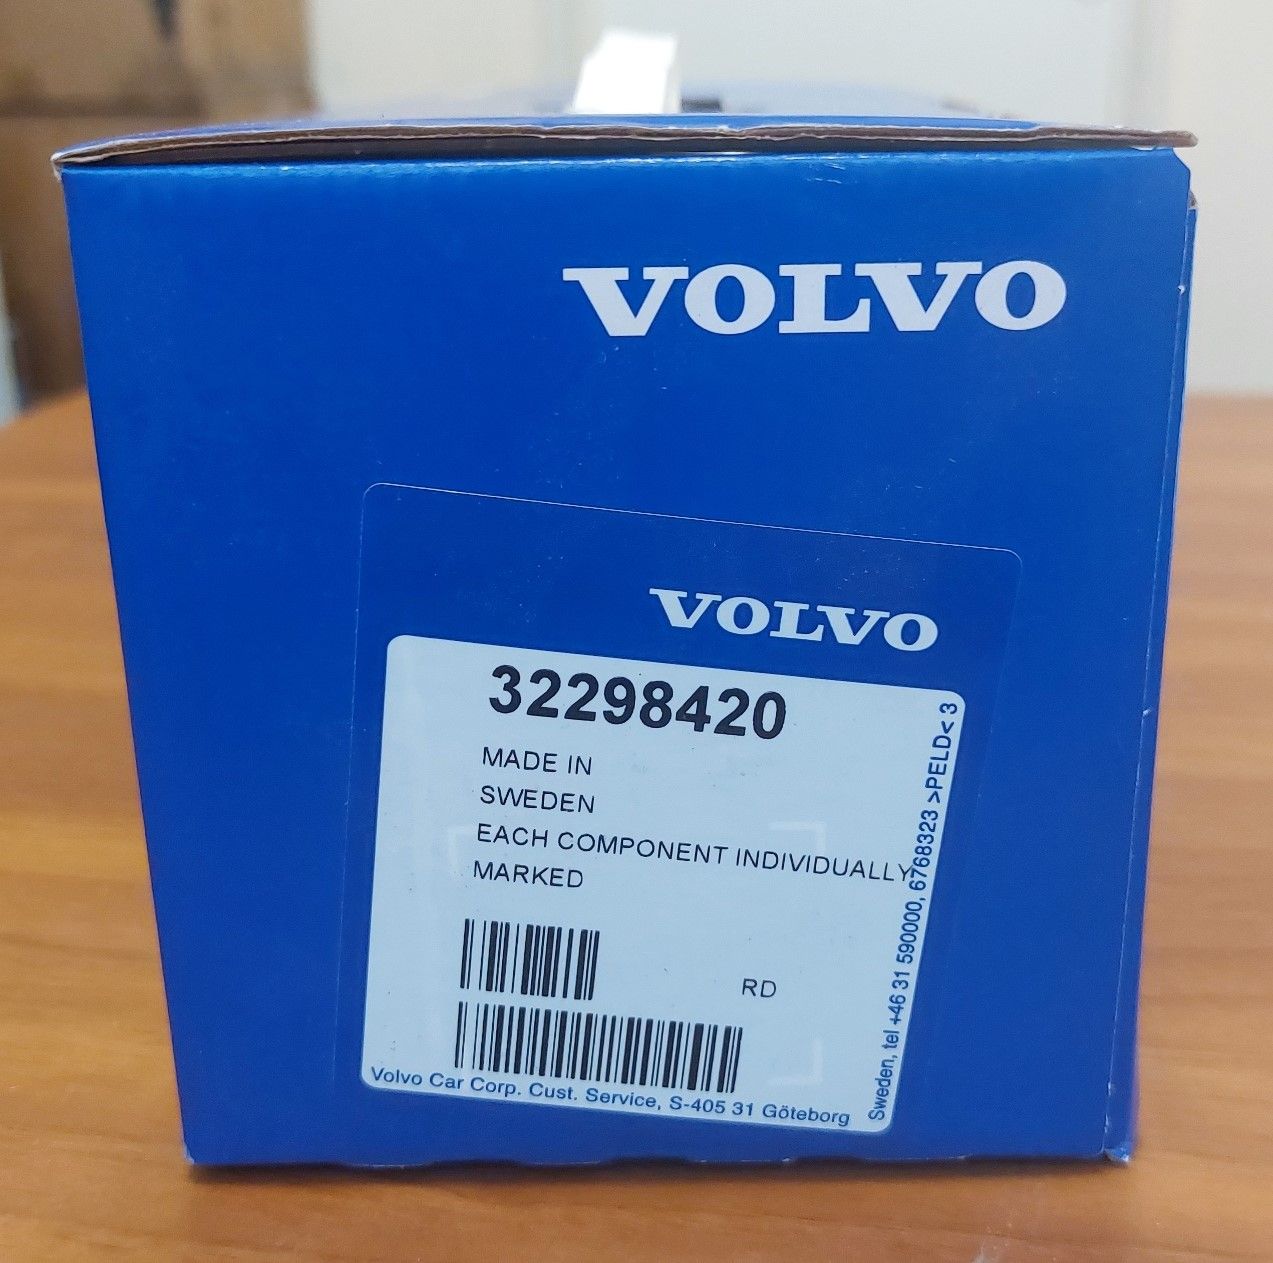 VOLVO
VOLVO
32298420
MADE IN
SWEDEN
EACH COMPONENT INDIVIDUALLY
MARKED
RD
Volvo Car Corp. Cust. Service, S-405 31 Göteborg
Sweden, tel +46 31 590000, 6768323 >PELD< 3